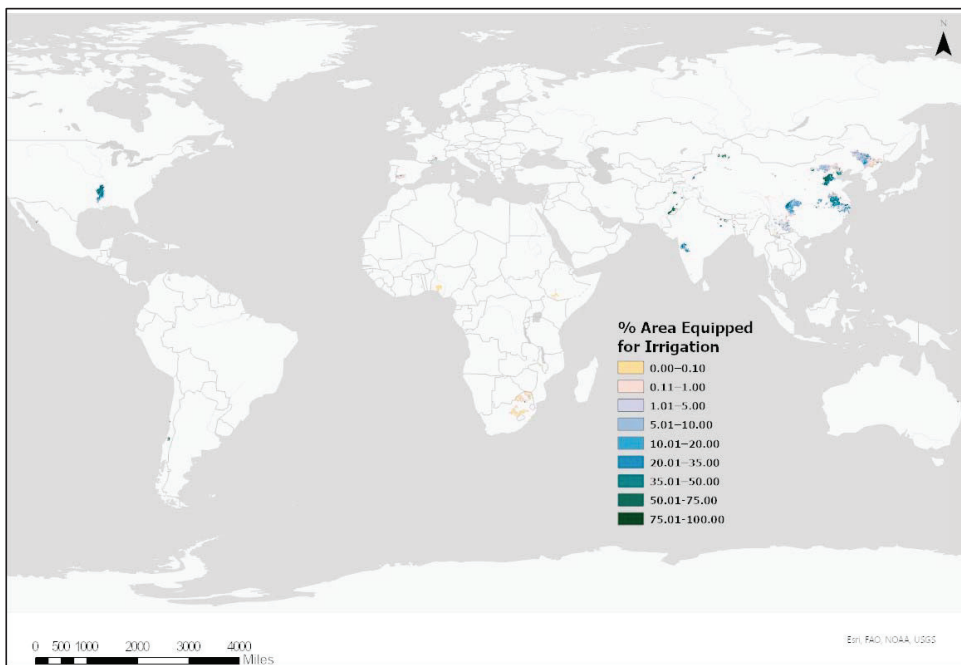 N
% Area Equipped
for Irrigation
0.00–0.10
0.11–1.00
1.01–5.00
5.01–10.00
10.01–20.00
20.01–35.00
35.01–50.00
50.01-75.00
75.01-100.00
0 500 1000 2000 3000 4000
Miles
Esri, FAO, NOAA, USGS